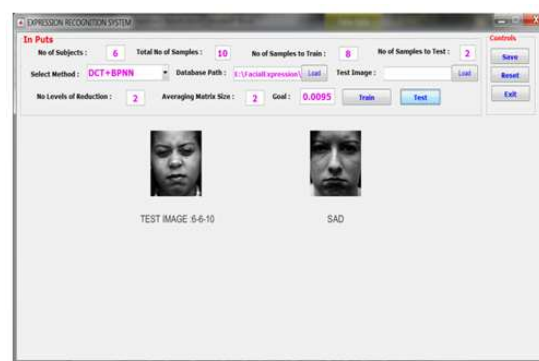 EXPRESSION RECOGNITION SYSTEM
In Puts
No of Subjects : 6 Total No of Samples : 10 No of Samples to Train : 8 No of Samples to Test : 2
Select Method : DCT+BPNN Database Path : E:\FacialExpression\ Load Test Image : Load
No Levels of Reduction : 2 Averaging Matrix Size : 2 Goal : 0.0095 Train Test
Controls
Save
Reset
Exit
TEST IMAGE :6-6-10 SAD